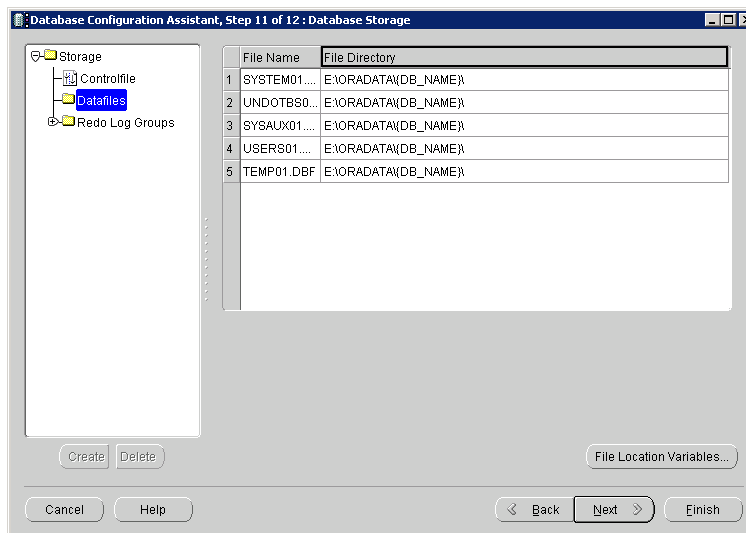 Database Configuration Assistant, Step 11 of 12 : Database Storage
Storage
Controlfile
Datafiles
Redo Log Groups
File Name File Directory
1 SYSTEM01.... E:\ORADATA\{DB_NAME}\
2 UNDOTBS0... E:\ORADATA\{DB_NAME}\
3 SYSAUX01.... E:\ORADATA\{DB_NAME}\
4 USERS01.... E:\ORADATA\{DB_NAME}\
5 TEMP01.DBF E:\ORADATA\{DB_NAME}\
Create Delete
File Location Variables...
Cancel Help Back Next Finish